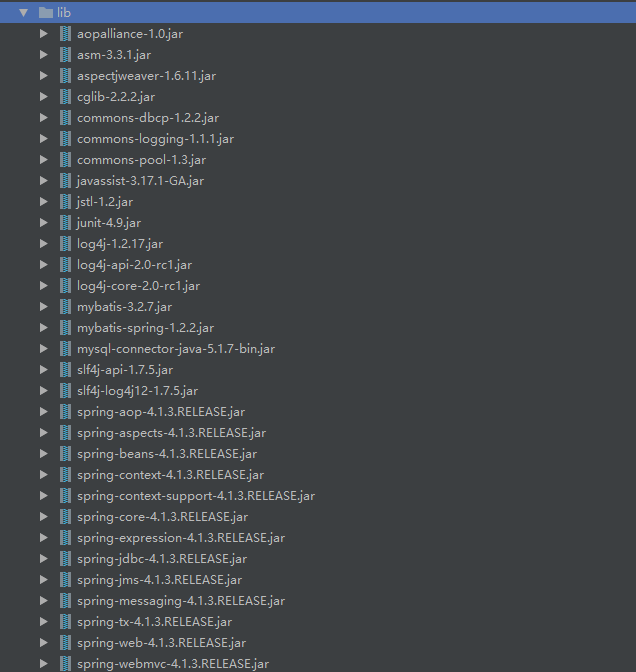 lib
aopalliance-1.0.jar
asm-3.3.1.jar
aspectjweaver-1.6.11.jar
cglib-2.2.2.jar
commons-dbcp-1.2.2.jar
commons-logging-1.1.1.jar
commons-pool-1.3.jar
javassist-3.17.1-GA.jar
jstl-1.2.jar
junit-4.9.jar
log4j-1.2.17.jar
log4j-api-2.0-rc1.jar
log4j-core-2.0-rc1.jar
mybatis-3.2.7.jar
mybatis-spring-1.2.2.jar
mysql-connector-java-5.1.7-bin.jar
slf4j-api-1.7.5.jar
slf4j-log4j12-1.7.5.jar
spring-aop-4.1.3.RELEASE.jar
spring-aspects-4.1.3.RELEASE.jar
spring-beans-4.1.3.RELEASE.jar
spring-context-4.1.3.RELEASE.jar
spring-context-support-4.1.3.RELEASE.jar
spring-core-4.1.3.RELEASE.jar
spring-expression-4.1.3.RELEASE.jar
spring-jdbc-4.1.3.RELEASE.jar
spring-jms-4.1.3.RELEASE.jar
spring-messaging-4.1.3.RELEASE.jar
spring-tx-4.1.3.RELEASE.jar
spring-web-4.1.3.RELEASE.jar
spring-webmvc-4.1.3.RELEASE.jar